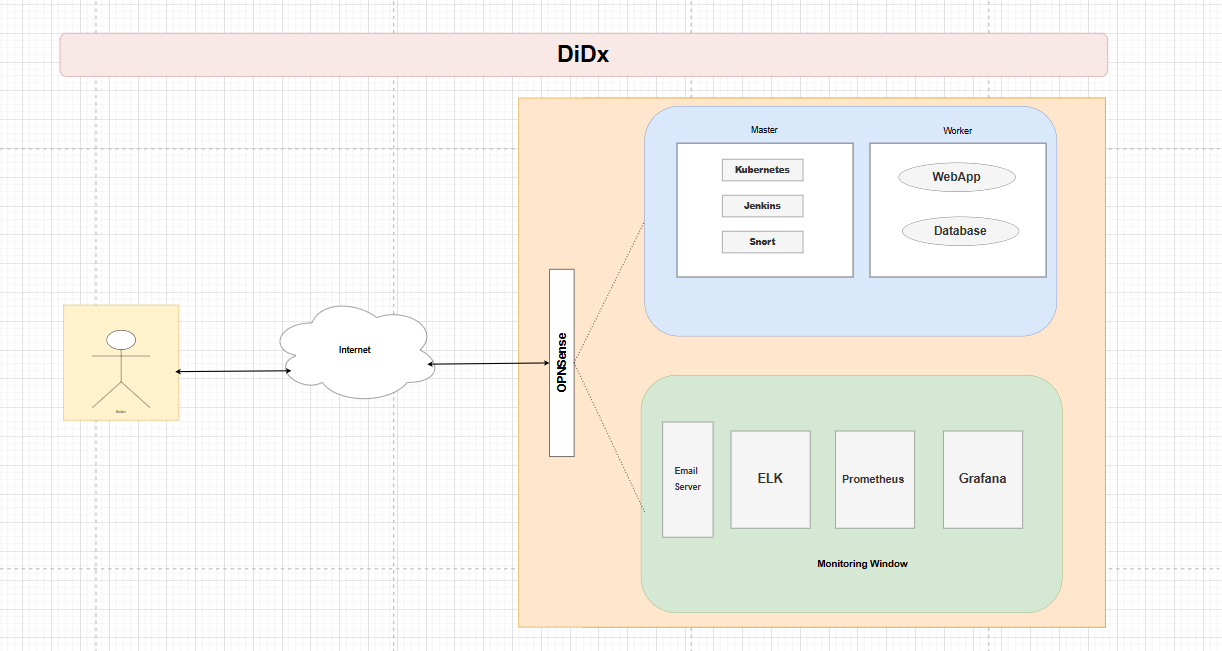 DiDx
Master
Worker
Kubernetes
Jenkins
Snort
WebApp
Database
Internet
OPNSense
Actor
Email
Server
ELK
Prometheus
Grafana
Monitoring Window